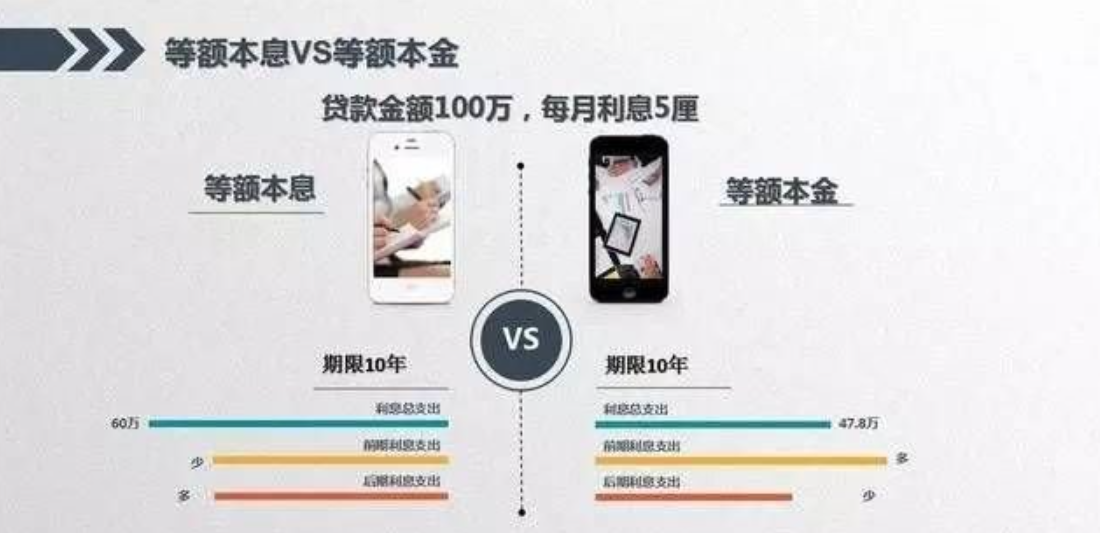 等额本息VS等额本金
贷款金额100万，每月利息5厘
等额本息
等额本金
VS
期限10年
利息总支出
60万
前期利息支出
少
后期利息支出
多
期限10年
利息总支出
47.8万
前期利息支出
多
后期利息支出
少